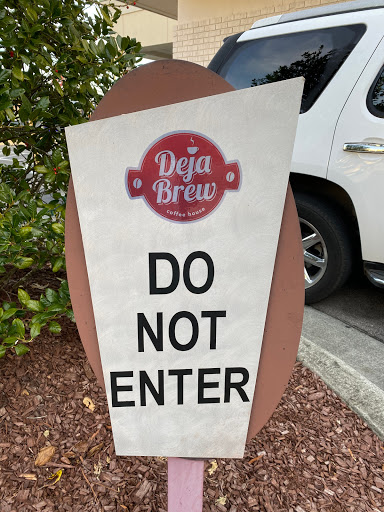 Deja
Brew
coffee house
DO
NOT
ENTER